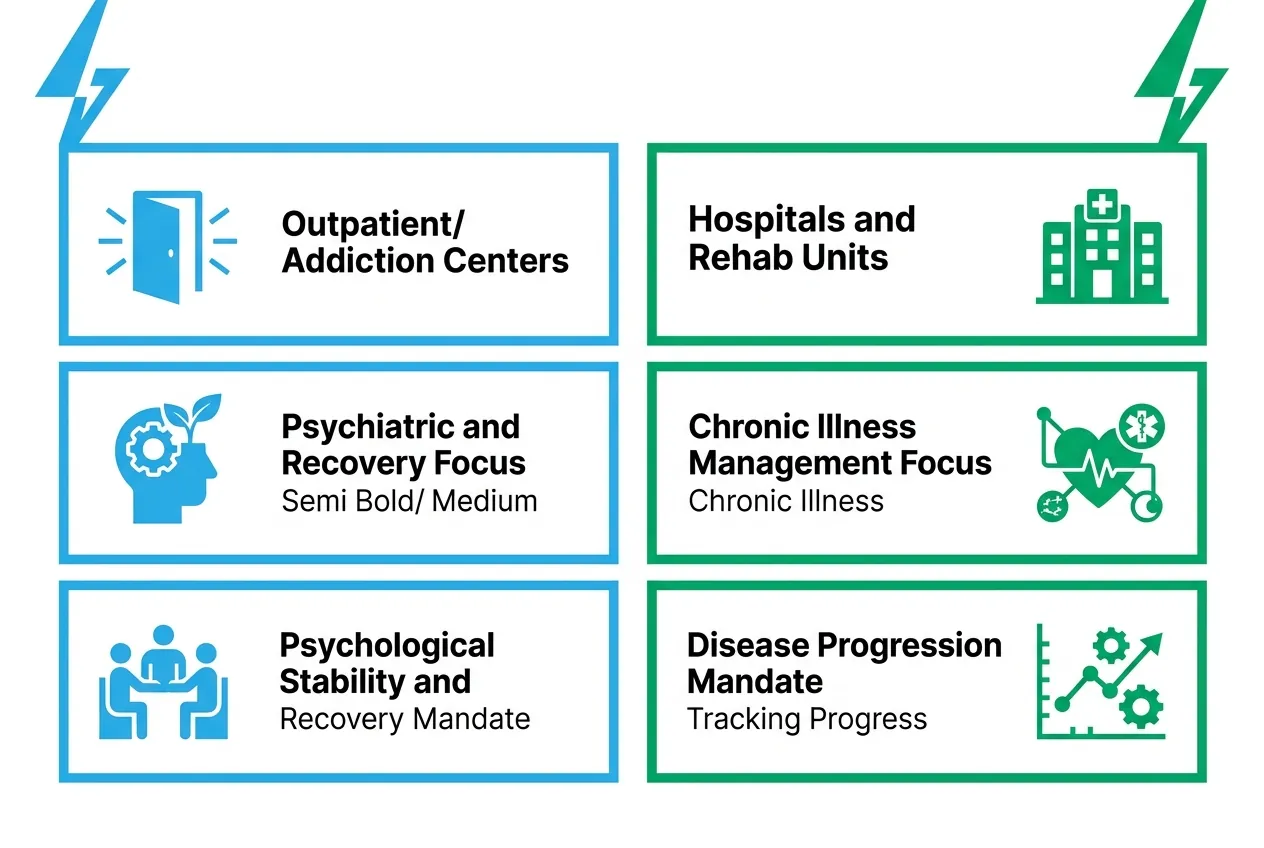 Outpatient/
Addiction Centers
Hospitals and
Rehab Units
Psychiatric and
Recovery Focus
Semi Bold/ Medium
Chronic Illness
Management Focus
Chronic Illness
Psychological
Stability and
Recovery Mandate
Disease Progression
Mandate
Tracking Progress